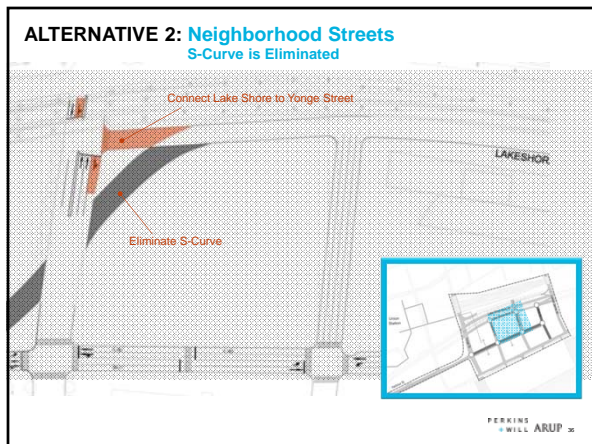 ALTERNATIVE 2: Neighborhood Streets
S-Curve is Eliminated
Connect Lake Shore to Yonge Street
LAKESHOR
Eliminate S-Curve
PERKINS
+ WILL ARUP 36